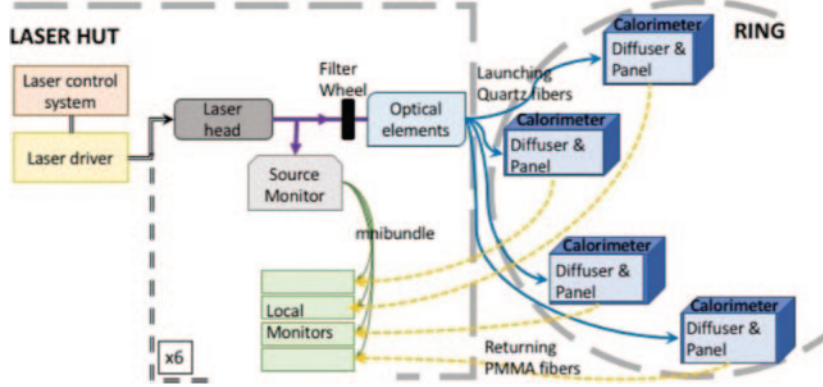 LASER HUT
RING
Laser control
system
Laser driver
Laser
head
Filter
Wheel
Optical
elements
Source
Monitor
mnibundle
Local
Monitors
x6
Launching
Quartz fibers
Calorimeter
Diffuser &
Panel
Calorimeter
Diffuser &
Panel
Calorimeter
Diffuser &
Panel
Calorimeter
Diffuser &
Panel
Returning
PMMA fibers